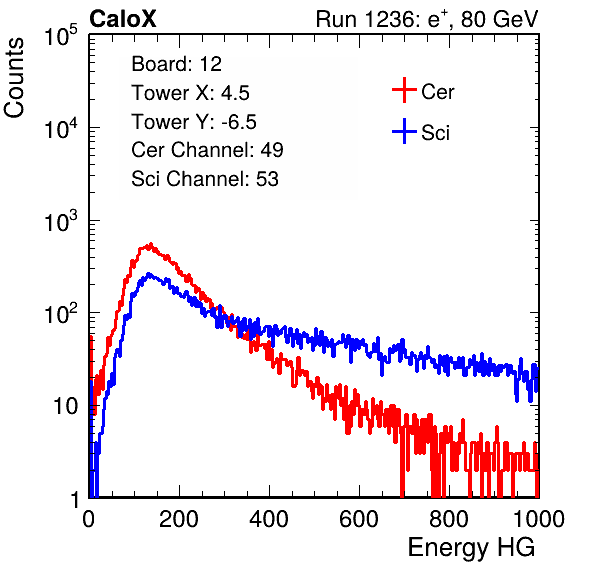 CaloX Run 1236: e⁺, 80 GeV
Counts
Board: 12
Tower X: 4.5
Tower Y: -6.5
Cer Channel: 49
Sci Channel: 53
Cer
Sci
10⁵
10⁴
10³
10²
10
1
0 200 400 600 800 1000
Energy HG